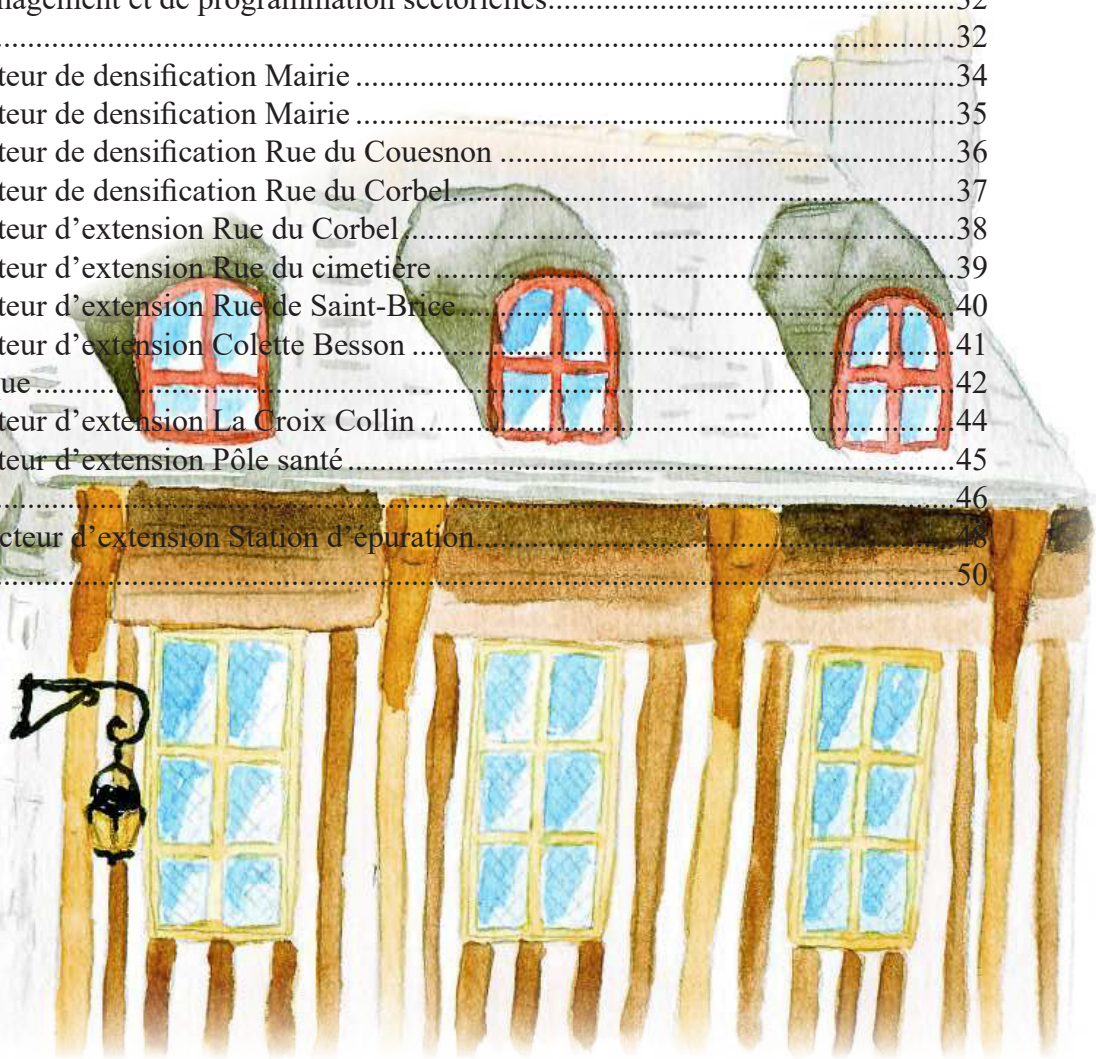 nagement et de programmation sectorielles....................................................32
....................................................32
teur de densification Mairie....................................................34
teur de densification Mairie....................................................35
teur de densification Rue du Couesnon....................................................36
teur de densification Rue du Corbel....................................................37
teur d’extension Rue du Corbel....................................................38
teur d’extension Rue du cimetière....................................................39
teur d’extension Rue de Saint-Brice....................................................40
teur d’extension Colette Besson....................................................41
ue....................................................42
teur d’extension La Croix Collin....................................................44
teur d’extension Pôle santé....................................................45
....................................................46
cteur d’extension Station d’épuration....................................................48
....................................................50